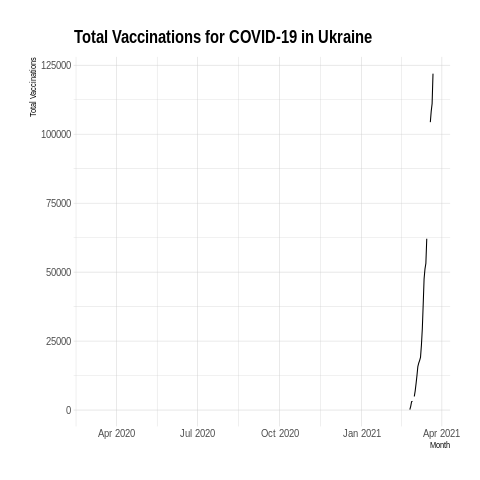 Total Vaccinations for COVID-19 in Ukraine
Total Vaccinations
125000
100000
75000
50000
25000
0
Apr 2020 Jul 2020 Oct 2020 Jan 2021 Apr 2021
Month